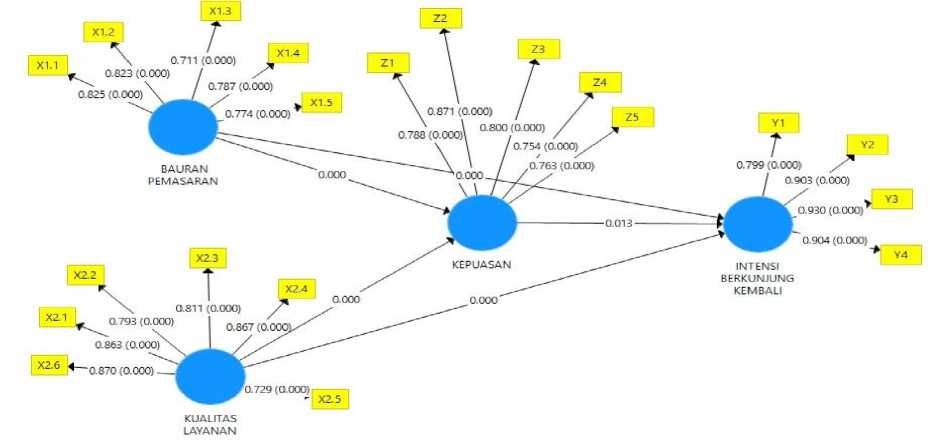 X1.3
X1.2
X1.1
X1.4
0.711 (0.000)
0.823 (0.000)
0.825 (0.000)
0.787 (0.000)
X1.5
0.774 (0.000)
BAURAN
PEMASARAN
Z2
Z1
Z3
Z4
Z5
0.871 (0.000)
0.788 (0.000)
0.800 (0.000)
0.754 (0.000)
0.763 (0.000)
0.000
0.000
KEPUASAN
0.013
Y1
Y2
Y3
Y4
0.799 (0.000)
0.903 (0.000)
0.930 (0.000)
0.904 (0.000)
INTENSI
BERKUNJUNG
KEMBALI
X2.3
X2.2
X2.4
X2.1
X2.6
0.811 (0.000)
0.793 (0.000)
0.867 (0.000)
0.863 (0.000)
0.870 (0.000)
0.729 (0.000)
X2.5
0.000
0.000
KUALITAS
LAYANAN